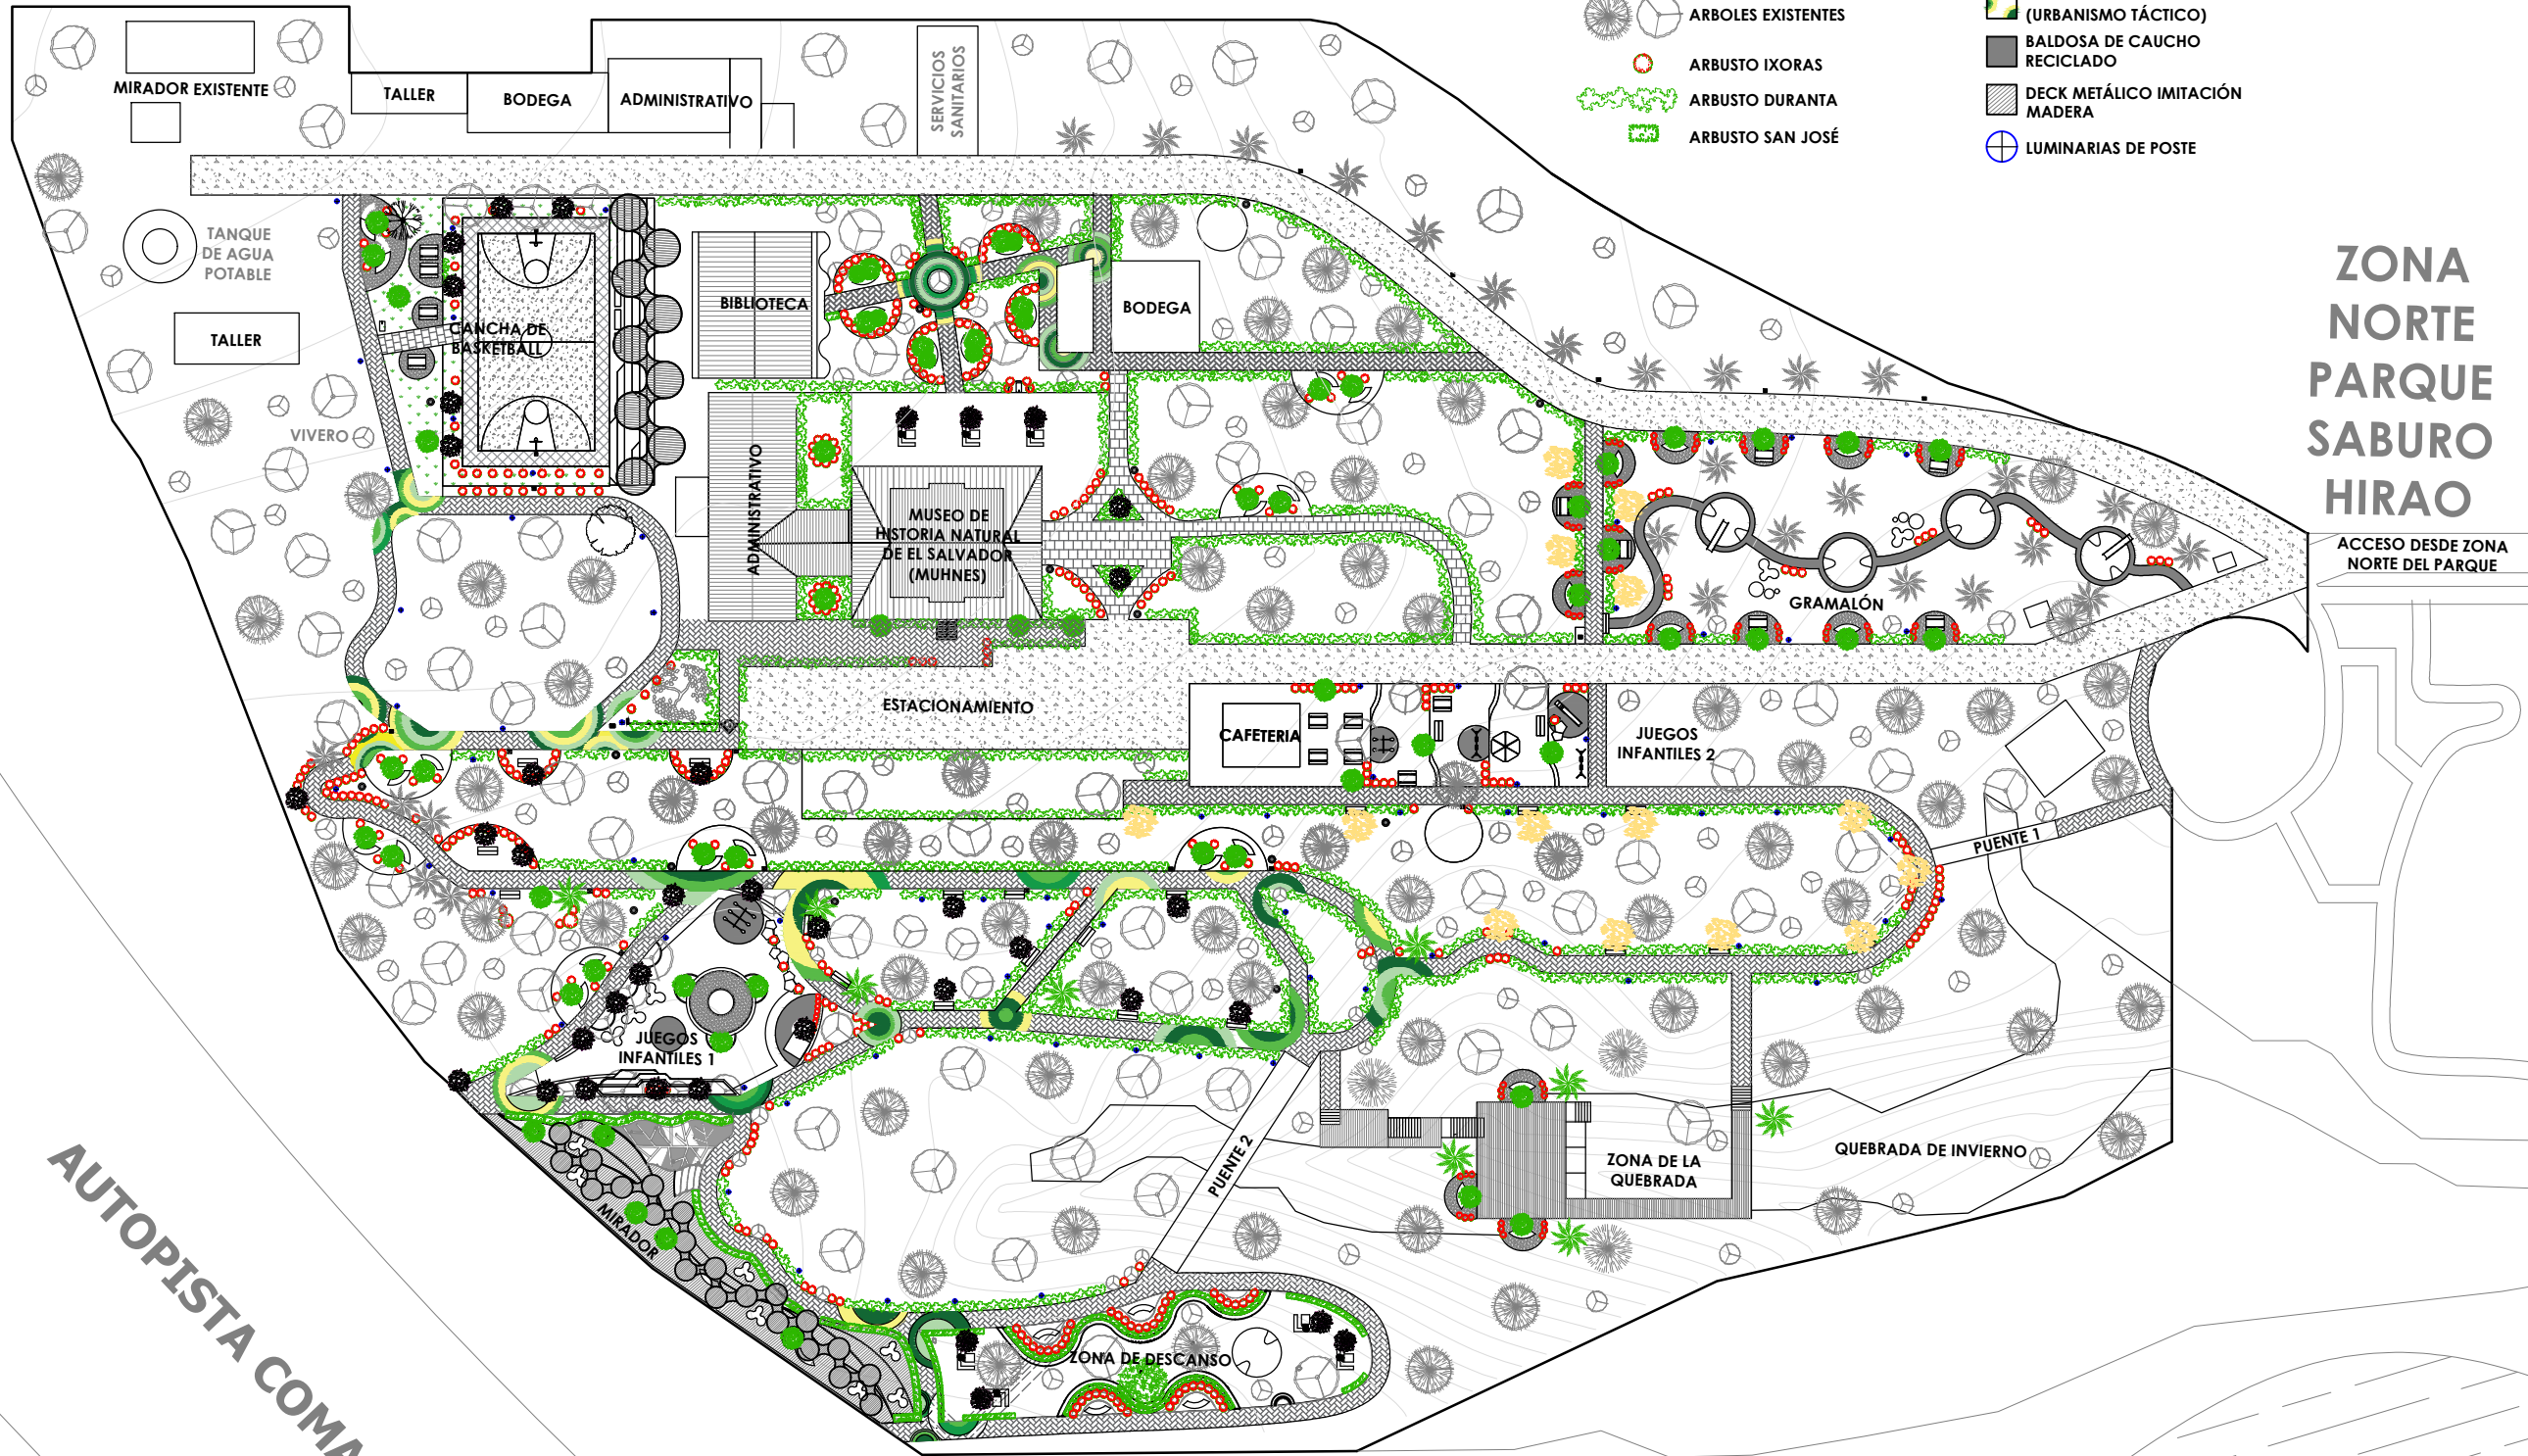 ARBOLES EXISTENTES
ARBUSTO IXORAS
ARBUSTO DURANTA
ARBUSTO SAN JOSÉ
(URBANISMO TÁCTICO)
BALDOSA DE CAUCHO
RECICLADO
DECK METÁLICO IMITACIÓN
MADERA
LUMINARIAS DE POSTE
MIRADOR EXISTENTE
TALLER
BODEGA
ADMINISTRATIVO
SERVICIOS
SANITARIOS
TANQUE
DE AGUA
POTABLE
TALLER
VIVERO
CANCHA DE
BASKETBALL
BIBLIOTECA
BODEGA
ZONA
NORTE
PARQUE
SABURO
HIRAO
ACCESO DESDE ZONA
NORTE DEL PARQUE
ADMINISTRATIVO
MUSEO DE
HISTORIA NATURAL
DE EL SALVADOR
(MUHNES)
GRAMALÓN
ESTACIONAMIENTO
CAFETERIA
JUEGOS
INFANTILES 2
PUENTE 1
JUEGOS
INFANTILES 1
PUENTE 2
ZONA DE LA
QUEBRADA
QUEBRADA DE INVIERNO
MIRADOR
ZONA DE DESCANSO
AUTOPISTA COMA